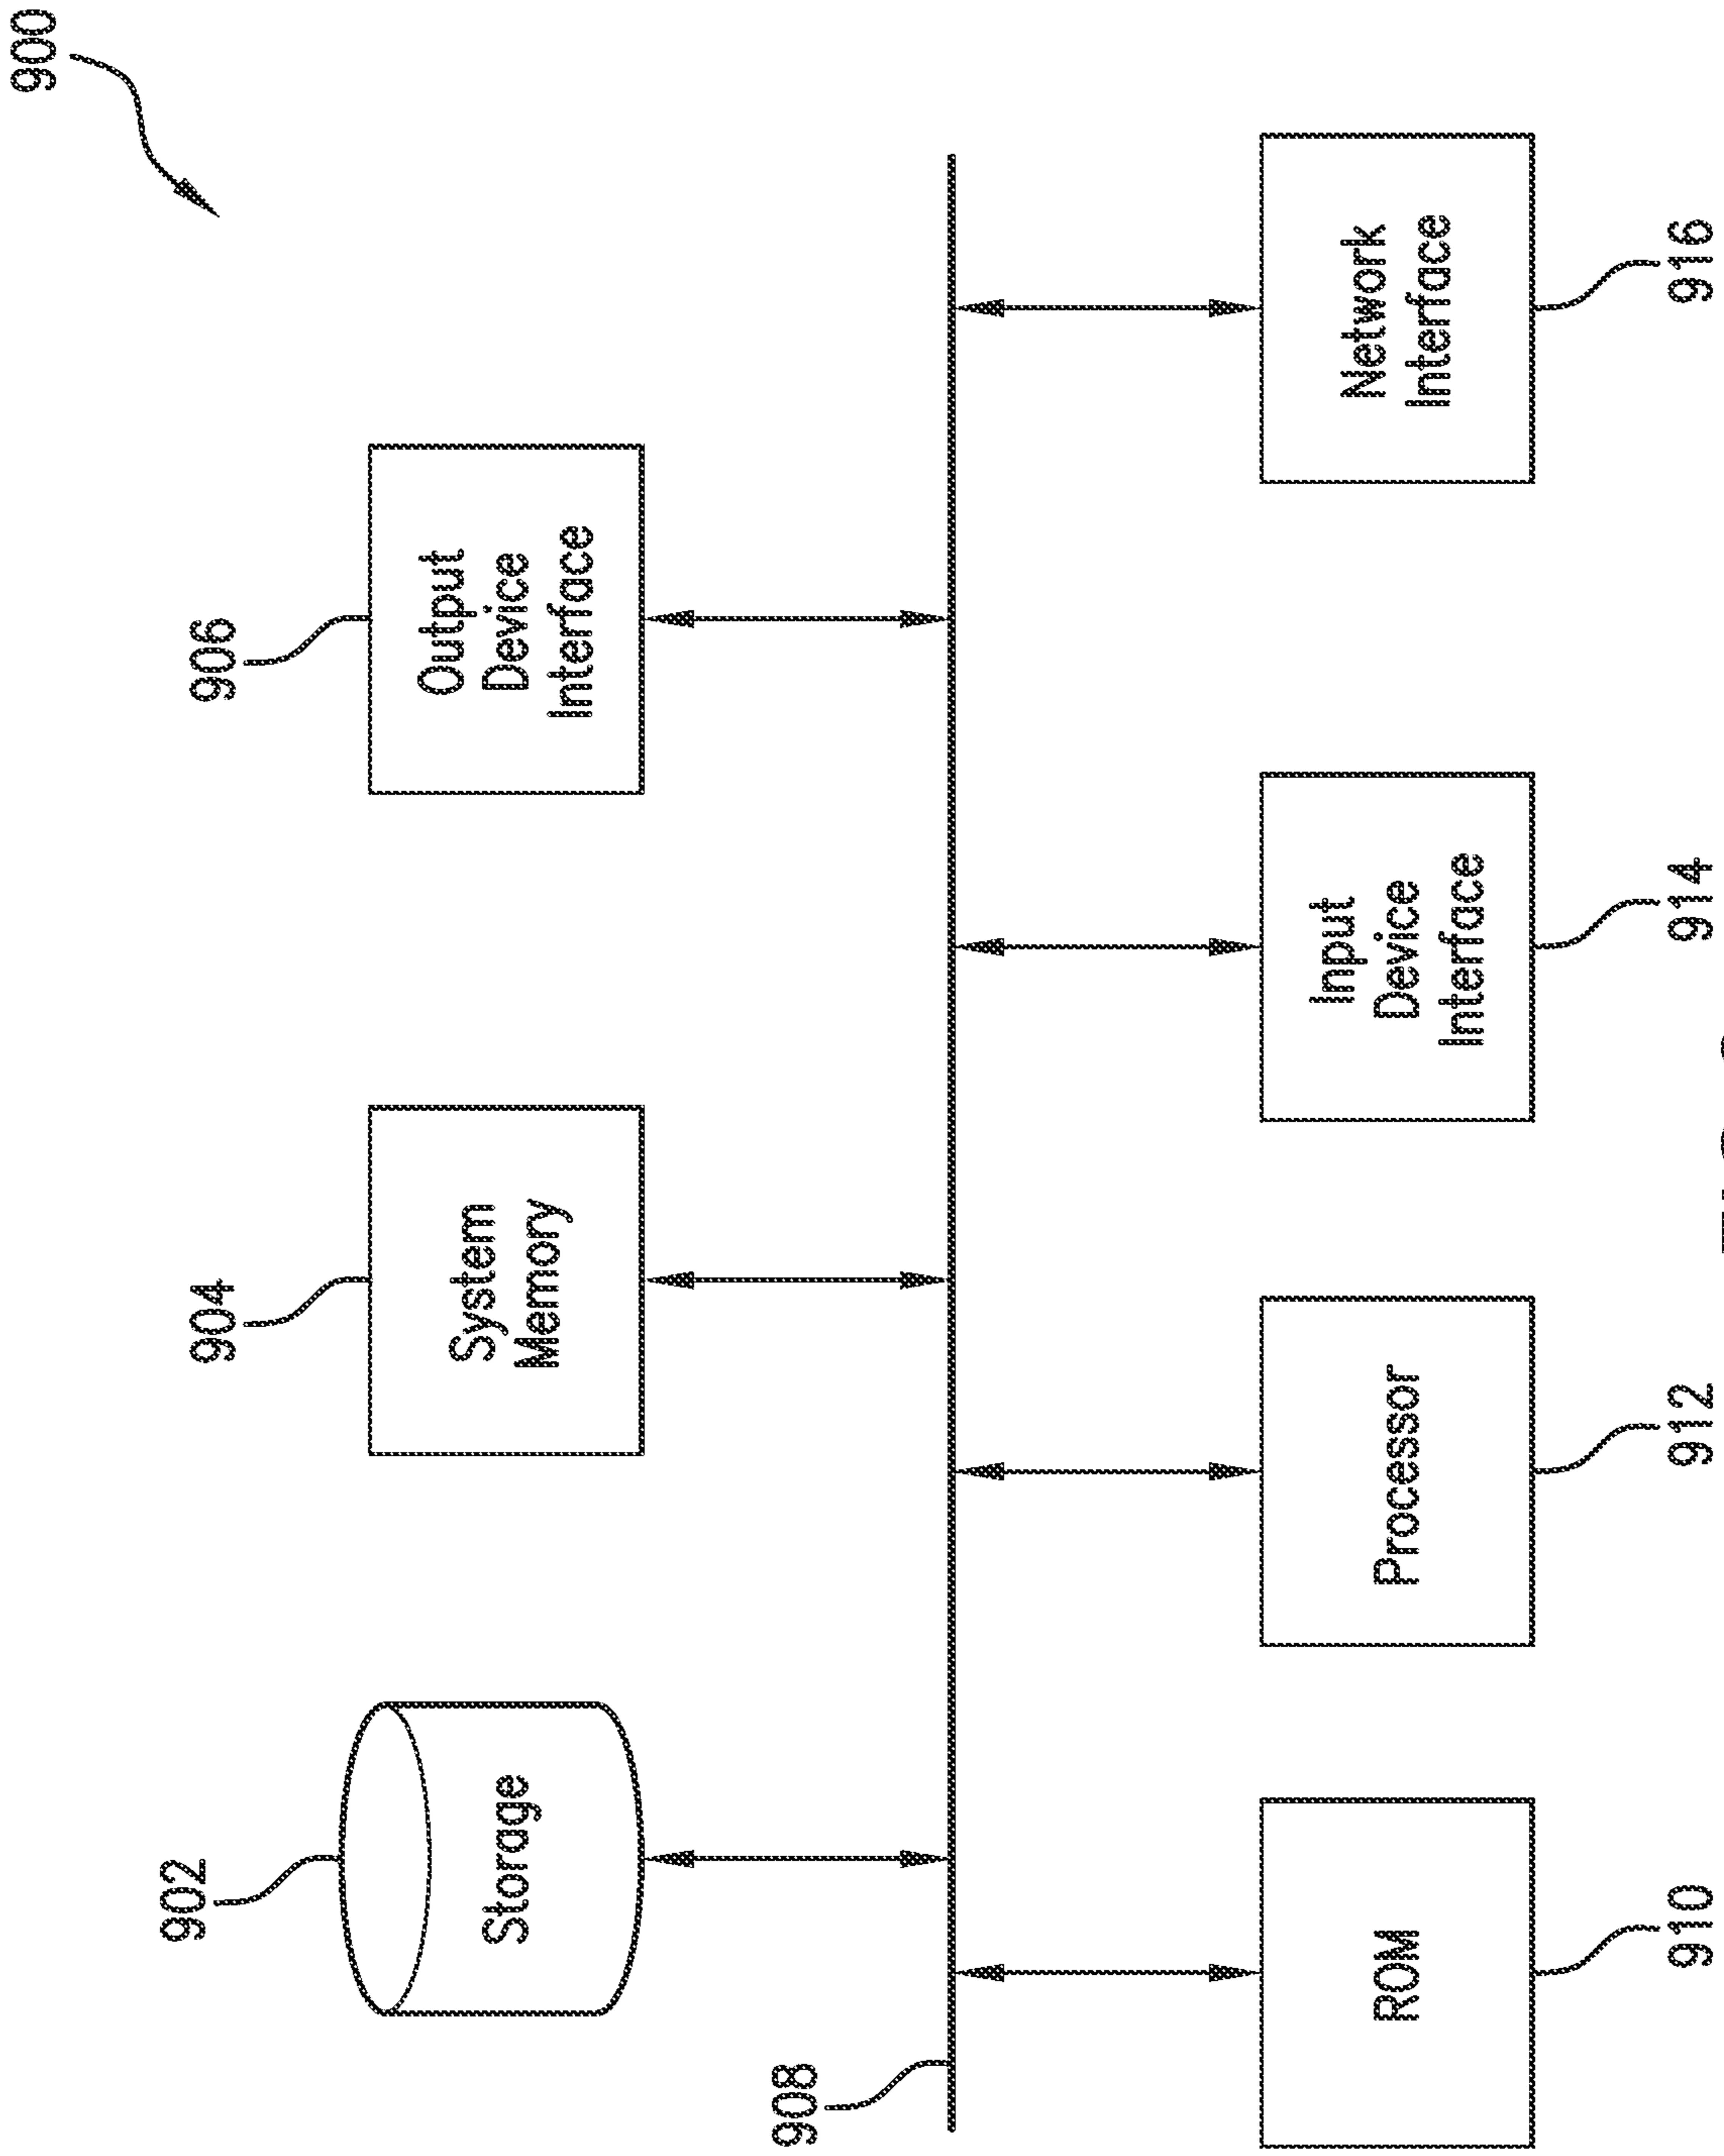 900
902
904
906
Storage
System
Memory
Output
Device
Interface
908
ROM
Processor
Input
Device
Interface
Network
Interface
910
912
914
916